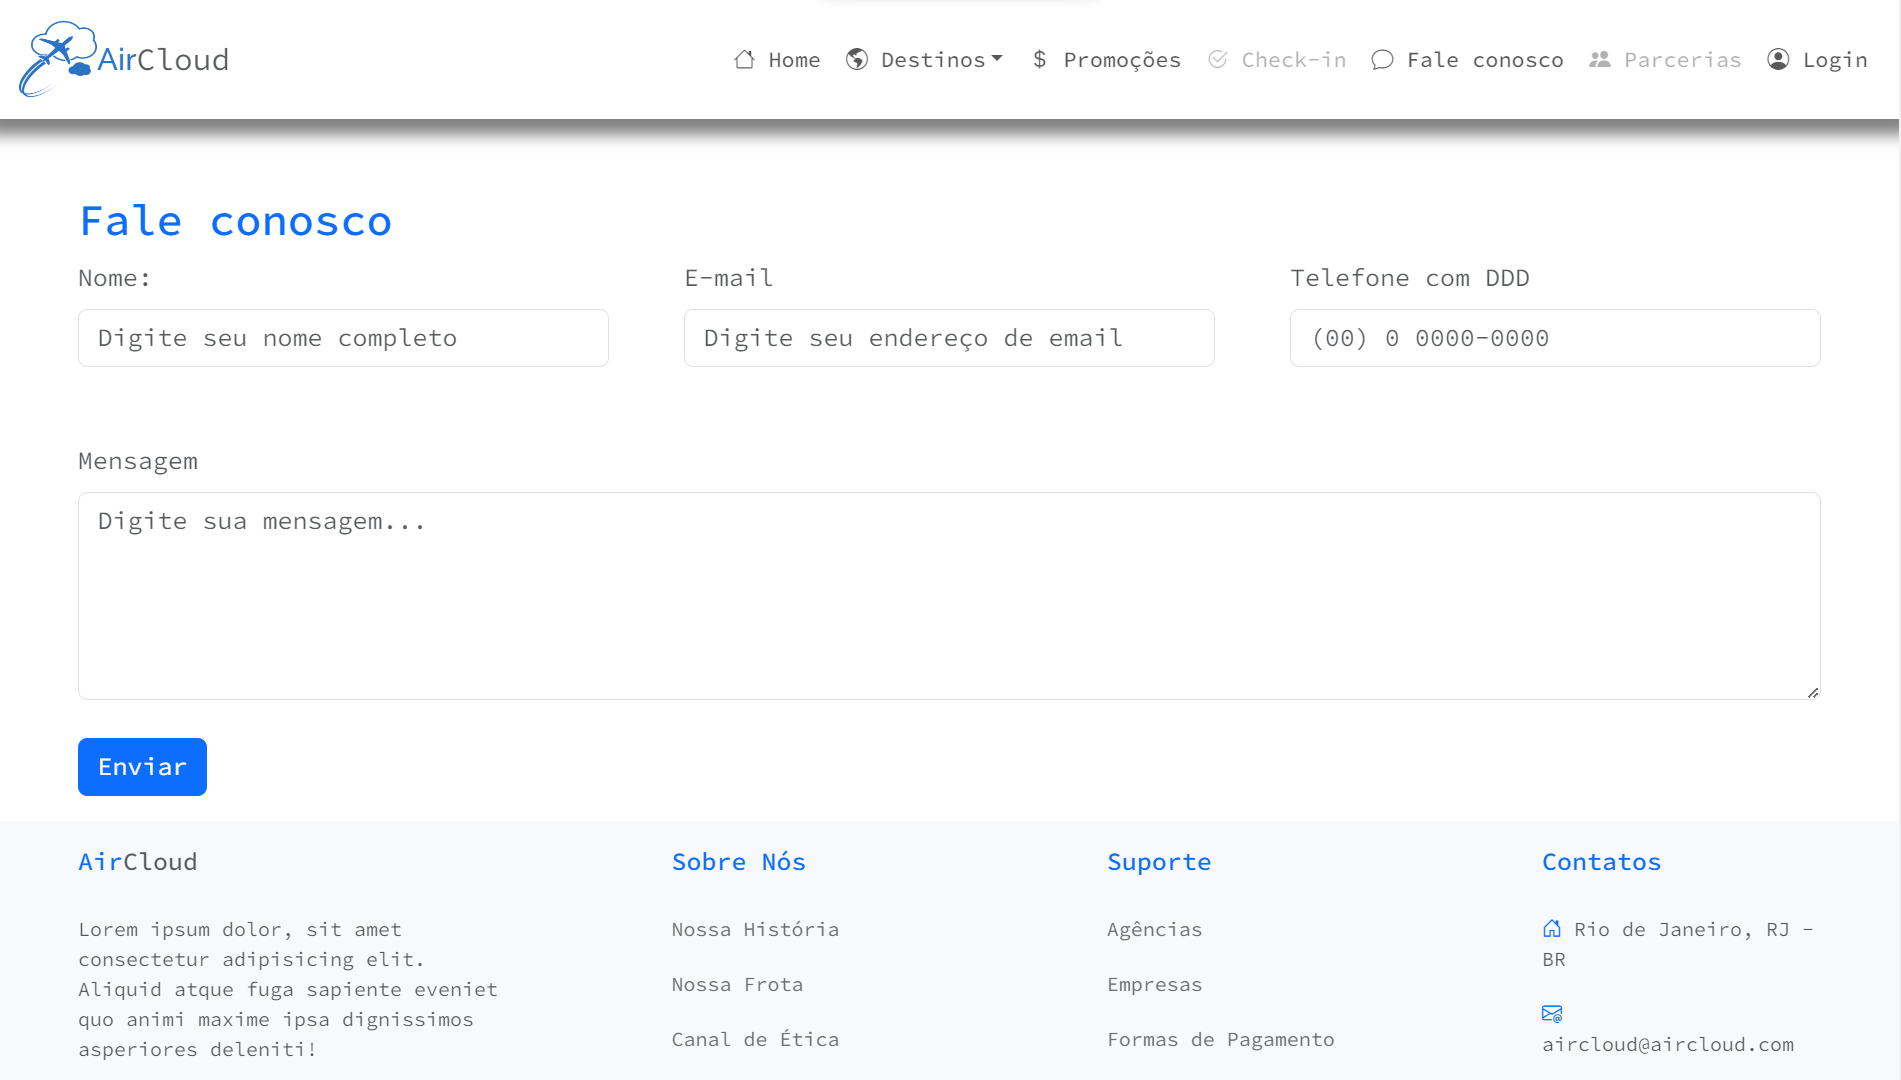 AirCloud
Home Destinos $ Promoções Check-in Fale conosco Parcerias Login
Fale conosco
Nome: E-mail Telefone com DDD
Digite seu nome completo Digite seu endereço de email (00) 0 0000-0000
Mensagem
Digite sua mensagem...
Enviar
AirCloud
Lorem ipsum dolor, sit amet
consectetur adipisicing elit.
Aliquid atque fuga sapiente eveniet
quo animi maxime ipsa dignissimos
asperiores deleniti!
Sobre Nós
Nossa História
Nossa Frota
Canal de Ética
Suporte
Agências
Empresas
Formas de Pagamento
Contatos
Rio de Janeiro, RJ -
BR
aircloud@aircloud.com